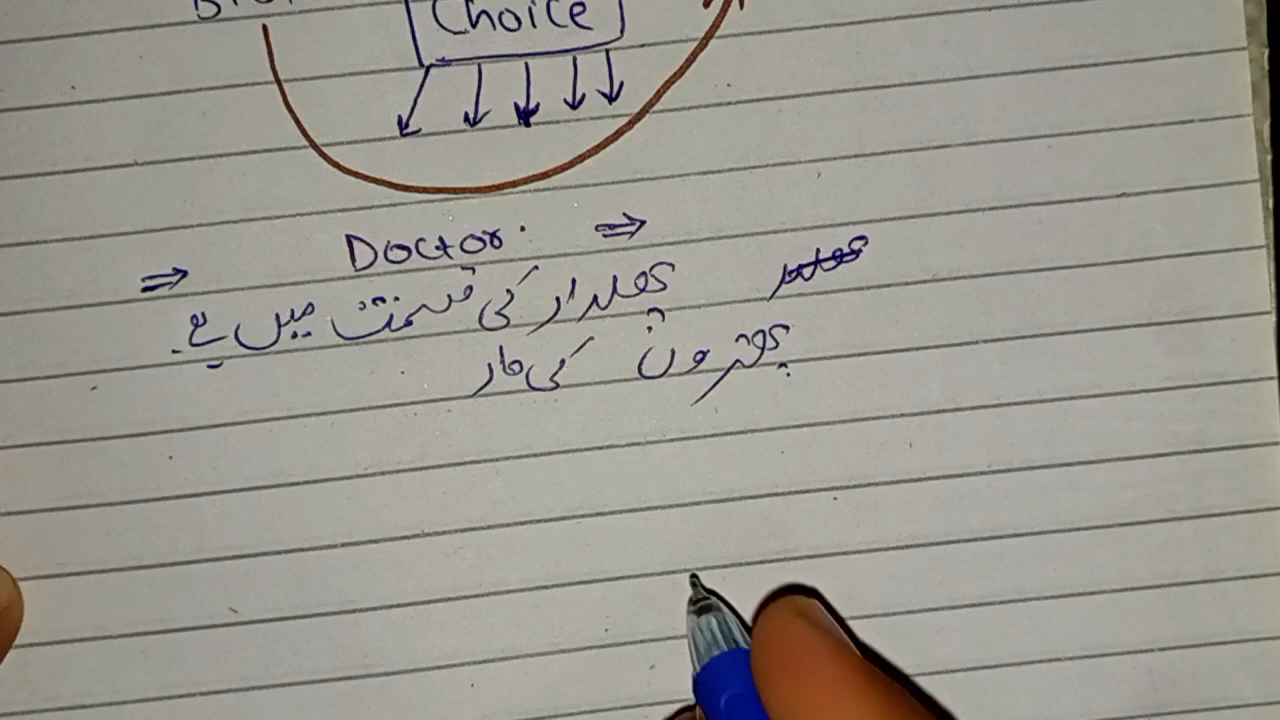 Choice
⇒ Doctor. ⇒
پھلدار کی قسمت میں ہے.
پتھروں کی مار